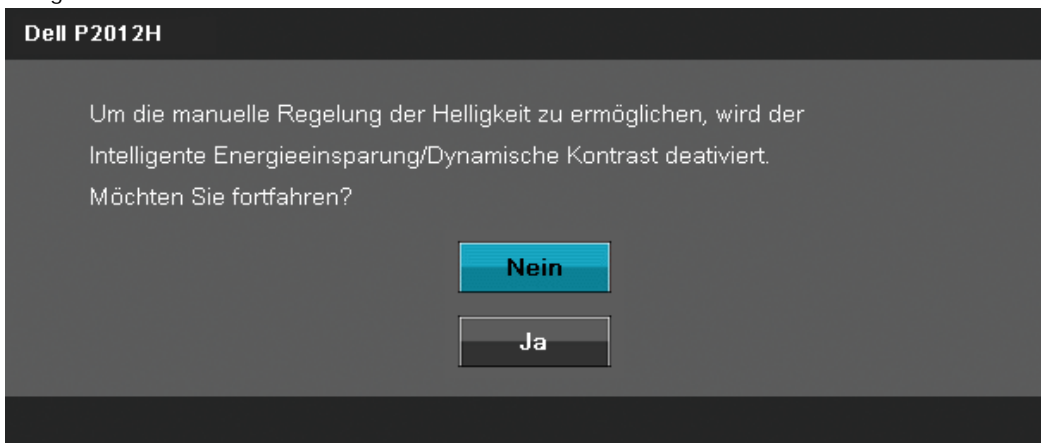 Dell P2012H
Um die manuelle Regelung der Helligkeit zu ermöglichen, wird der
Intelligente Energieeinsparung/Dynamische Kontrast deativiert.
Möchten Sie fortfahren?
Nein
Ja